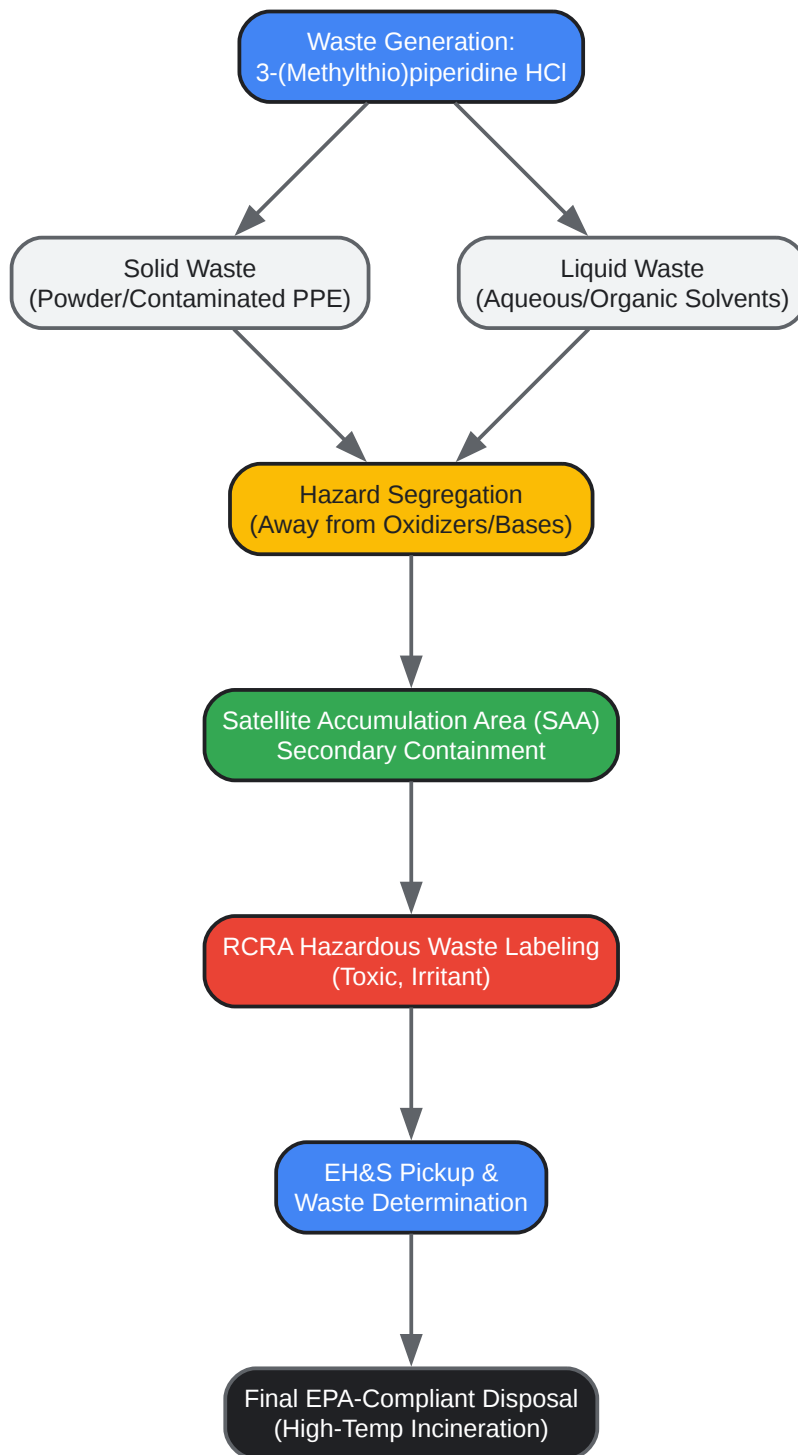 Waste Generation:
3-(Methylthio)piperidine HCl
Solid Waste
(Powder/Contaminated PPE)
Liquid Waste
(Aqueous/Organic Solvents)
Hazard Segregation
(Away from Oxidizers/Bases)
Satellite Accumulation Area (SAA)
Secondary Containment
RCRA Hazardous Waste Labeling
(Toxic, Irritant)
EH&S Pickup &
Waste Determination
Final EPA-Compliant Disposal
(High-Temp Incineration)